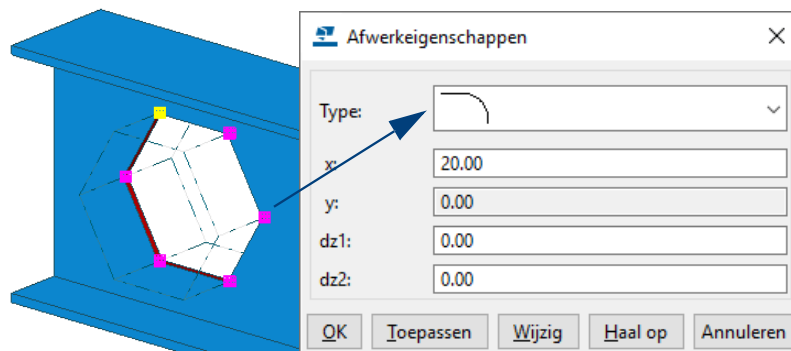 Afwerkeigenschappen
Type:
x: 20.00
y: 0.00
dz1: 0.00
dz2: 0.00
OK Toepassen Wijzig Haal op Annuleren